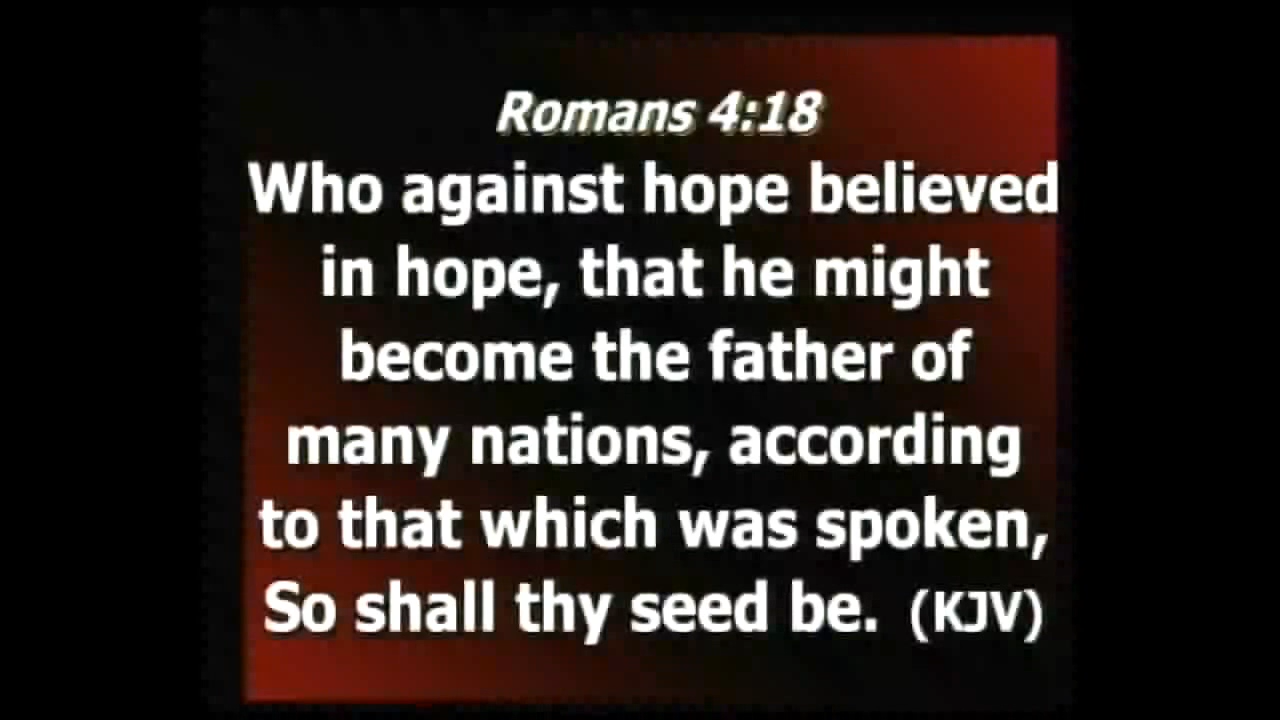 Romans 4:18
Who against hope believed
in hope, that he might
become the father of
many nations, according
to that which was spoken,
So shall thy seed be. (KJV)